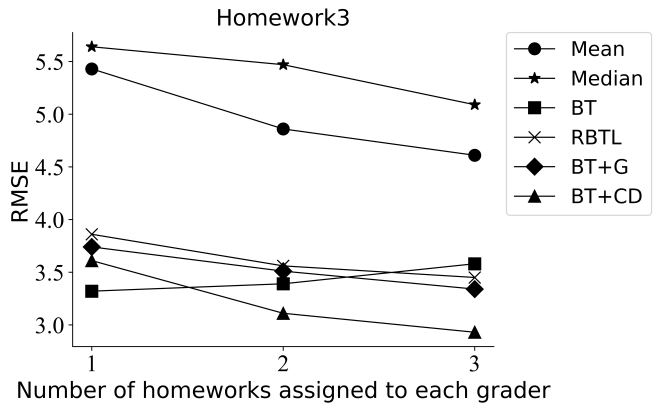 Homework3
RMSE
5.5
5.0
4.5
4.0
3.5
3.0
1 2 3
Number of homeworks assigned to each grader
Mean
Median
BT
RBTL
BT+G
BT+CD